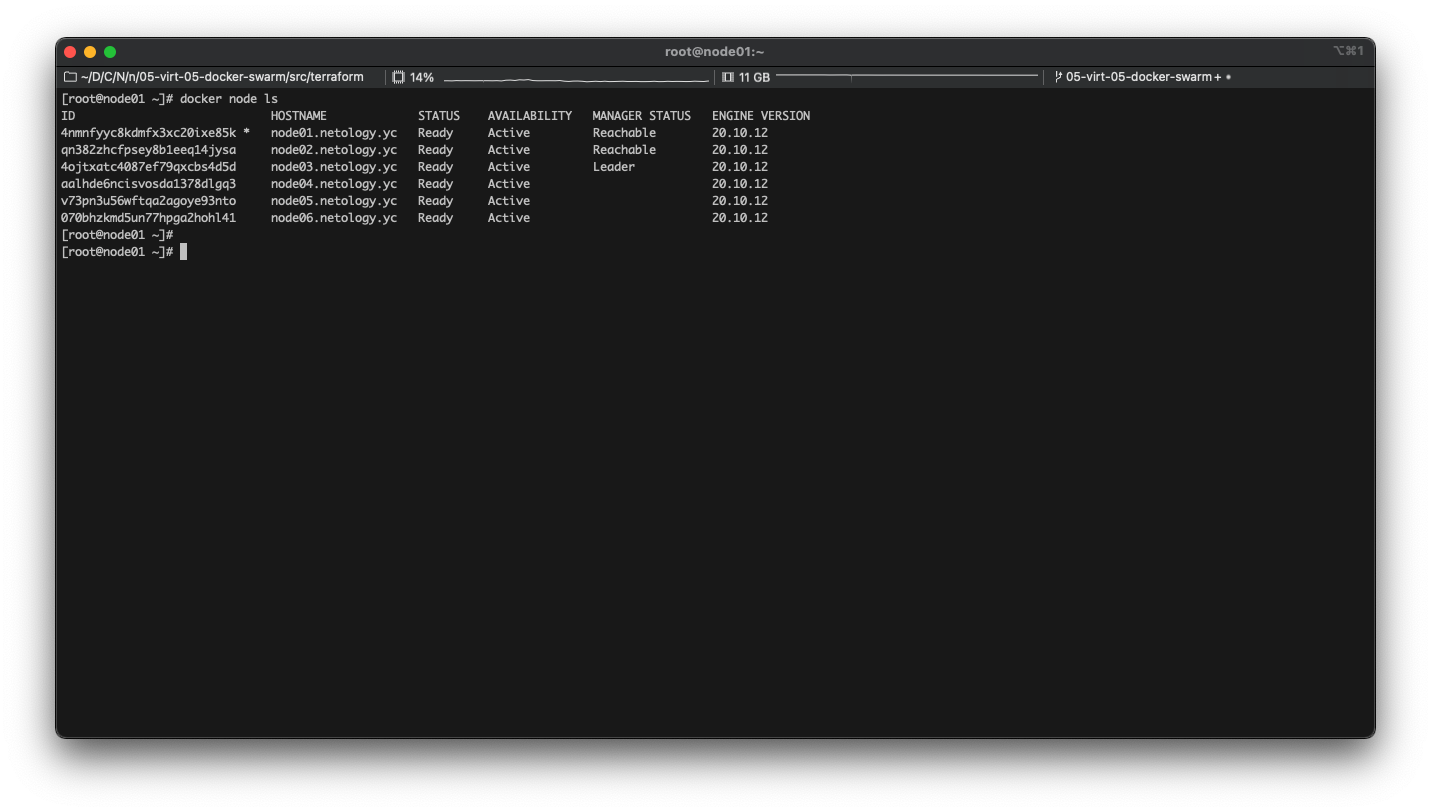 root@node01:~
⌥⌘1
~/D/C/N/n/05-virt-05-docker-swarm/src/terraform 14% 11 GB 05-virt-05-docker-swarm+ •
[root@node01 ~]# docker node ls
ID HOSTNAME STATUS AVAILABILITY MANAGER STATUS ENGINE VERSION
4nmnfyyc8kdmfx3xc20ixe85k * node01.netology.yc Ready Active Reachable 20.10.12
qn382zhcfpsey8b1eeq14jysa node02.netology.yc Ready Active Reachable 20.10.12
4ojtxatc4087ef79qxcbs4d5d node03.netology.yc Ready Active Leader 20.10.12
aalhde6ncisvosda1378dlgq3 node04.netology.yc Ready Active 20.10.12
v73pn3u56wftqa2agoye93nto node05.netology.yc Ready Active 20.10.12
070bhzkmd5un77hpga2hohl41 node06.netology.yc Ready Active 20.10.12
[root@node01 ~]#
[root@node01 ~]#